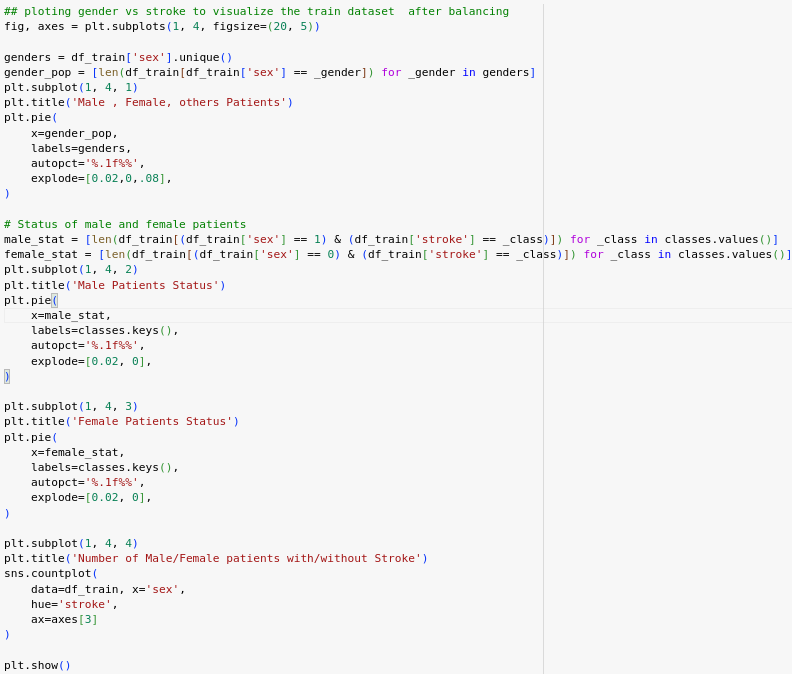 ## ploting gender vs stroke to visualize the train dataset  after balancing
fig, axes = plt.subplots(1, 4, figsize=(20, 5))

genders = df_train['sex'].unique()
gender_pop = [len(df_train[df_train['sex'] == _gender]) for _gender in genders]
plt.subplot(1, 4, 1)
plt.title('Male , Female, others Patients')
plt.pie(
    x=gender_pop,
    labels=genders,
    autopct='%.1f%%',
    explode=[0.02,0,.08],
)

# Status of male and female patients
male_stat = [len(df_train[(df_train['sex'] == 1) & (df_train['stroke'] == _class)]) for _class in classes.values()]
female_stat = [len(df_train[(df_train['sex'] == 0) & (df_train['stroke'] == _class)]) for _class in classes.values()]
plt.subplot(1, 4, 2)
plt.title('Male Patients Status')
plt.pie(
    x=male_stat,
    labels=classes.keys(),
    autopct='%.1f%%',
    explode=[0.02, 0],
)

plt.subplot(1, 4, 3)
plt.title('Female Patients Status')
plt.pie(
    x=female_stat,
    labels=classes.keys(),
    autopct='%.1f%%',
    explode=[0.02, 0],
)

plt.subplot(1, 4, 4)
plt.title('Number of Male/Female patients with/without Stroke')
sns.countplot(
    data=df_train, x='sex',
    hue='stroke',
    ax=axes[3]
)

plt.show()